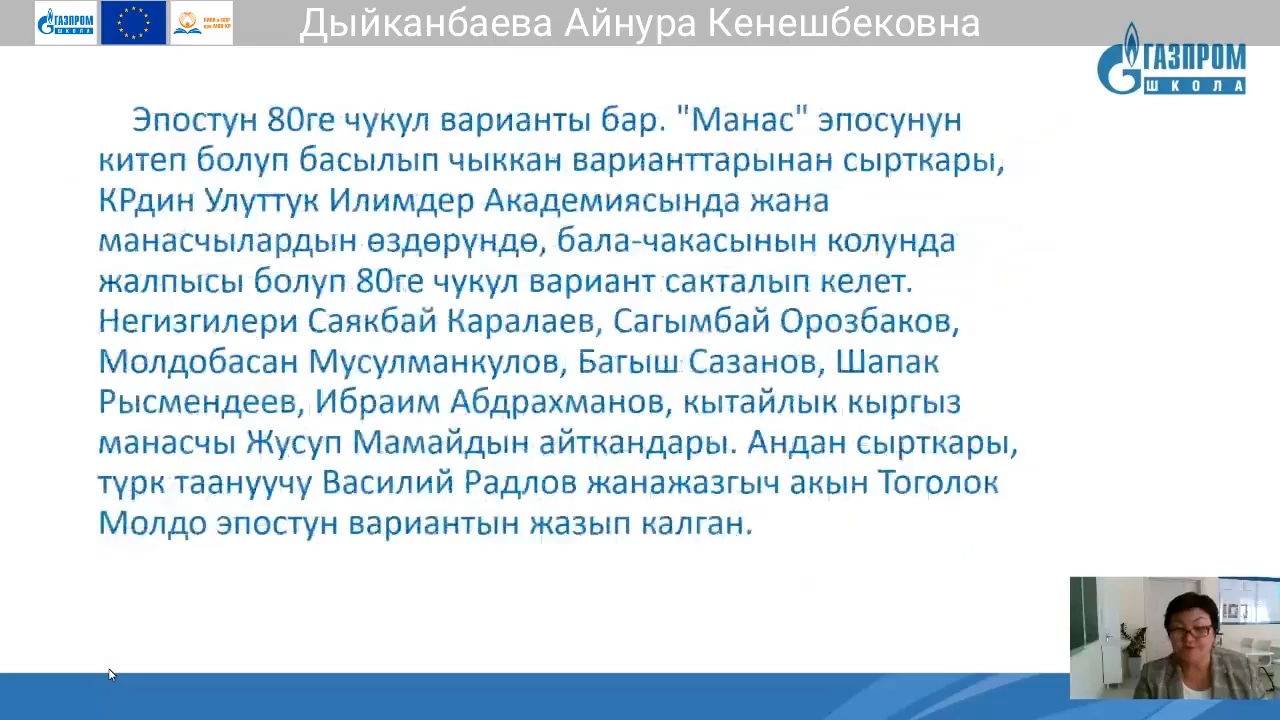 Дыйканбаева Айнура Кенешбековна
ГАЗПРОМ
ШКОЛА
Эпостун 80ге чукул варианты бар. "Манас" эпосунун
китеп болуп басылып чыккан варианттарынан сырткары,
КРдин Улуттук Илимдер Академиясында жана
манасчылардын өздөрүндө, бала-чакасынын колунда
жалпысы болуп 80ге чукул вариант сакталып келет.
Негизгилери Саякбай Каралаев, Сагымбай Орозбаков,
Молдобасан Мусулманкулов, Багыш Сазанов, Шапак
Рысмендеев, Ибраим Абдрахманов, кытайлык кыргыз
манасчы Жусуп Мамайдын айткандары. Андан сырткары,
түрк таануучу Василий Радлов жанажазгыч акын Тоголок
Молдо эпостун вариантын жазып калган.